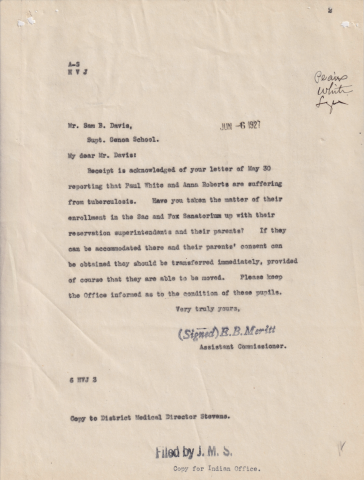 A-S
H V J
Mr. Sam B. Davis,
JUN -6 1927
Supt. Genoa School.
My dear Mr. Davis:
Receipt is acknowledged of your letter of May 30
reporting that Paul White and Anna Roberts are suffering
from tuberculosis. Have you taken the matter of their
enrollment in the Sac and Fox Sanatorium up with their
reservation superintendents and their parents? If they
can be accommodated there and their parents' consent can
be obtained they should be transferred immediately, provided
of course that they are able to be moved. Please keep
the Office informed as to the condition of these pupils.
Very truly yours,
(Signed) E.B. Meritt
Assistant Commissioner.
6 HVJ 3
Copy to District Medical Director Stevens.
Filed by J. M. S.
Copy for Indian Office.
White